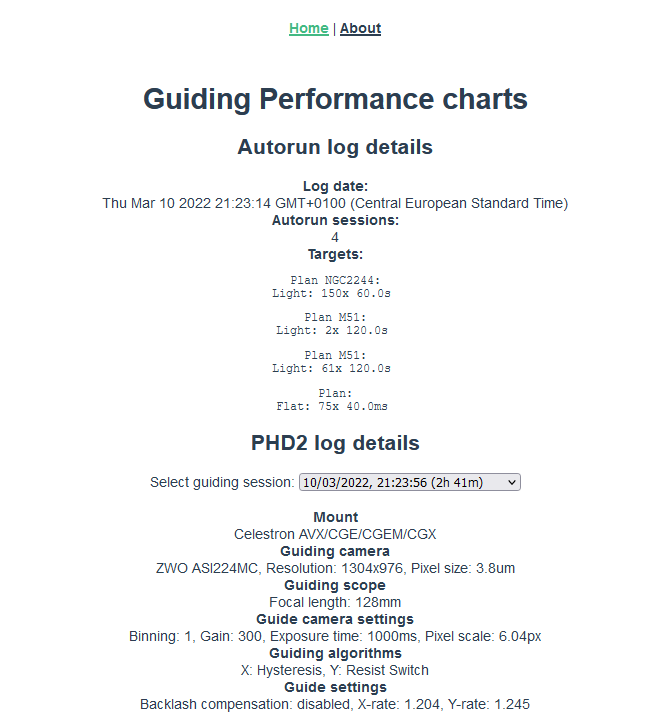 Home | About
Guiding Performance charts
Autorun log details
Log date:
Thu Mar 10 2022 21:23:14 GMT+0100 (Central European Standard Time)
Autorun sessions:
4
Targets:
Plan NGC2244:
Light: 150x 60.0s
Plan M51:
Light: 2x 120.0s
Plan M51:
Light: 61x 120.0s
Plan:
Flat: 75x 40.0ms
PHD2 log details
Select guiding session: 10/03/2022, 21:23:56 (2h 41m)
Mount
Celestron AVX/CGE/CGEM/CGX
Guiding camera
ZWO ASI224MC, Resolution: 1304x976, Pixel size: 3.8um
Guiding scope
Focal length: 128mm
Guide camera settings
Binning: 1, Gain: 300, Exposure time: 1000ms, Pixel scale: 6.04px
Guiding algorithms
X: Hysteresis, Y: Resist Switch
Guide settings
Backlash compensation: disabled, X-rate: 1.204, Y-rate: 1.245